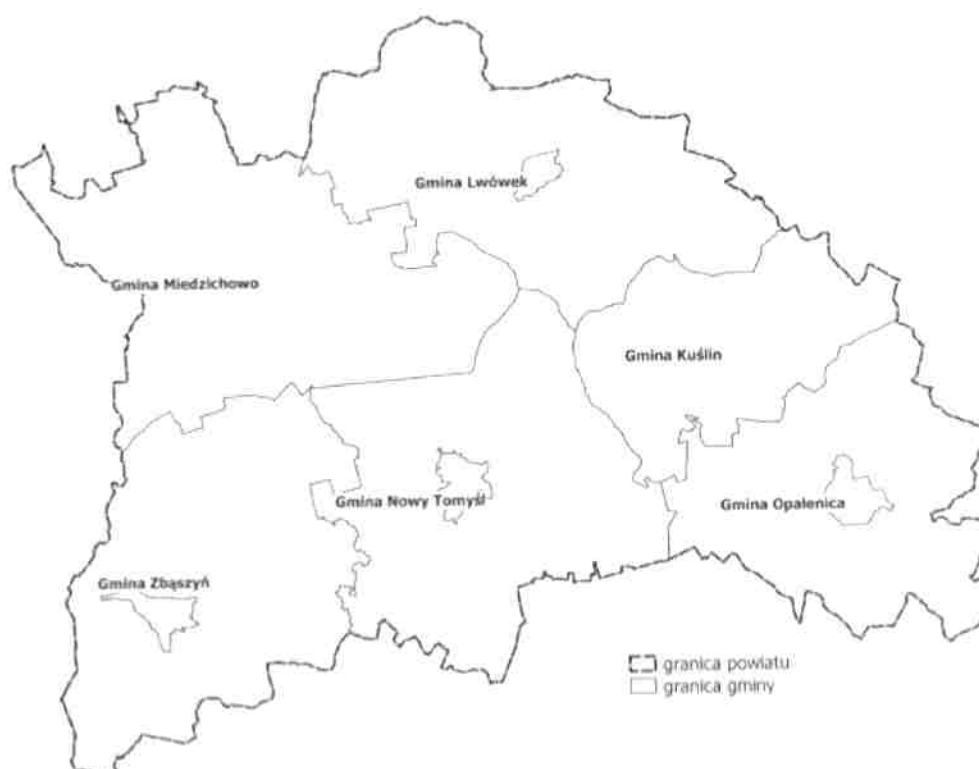 Gmina Lwówek
Gmina Miedzichowo
Gmina Kuślin
Gmina Nowy Tomyśl
Gmina Opalenica
Gmina Zbąszyń
granica powiatu
granica gminy